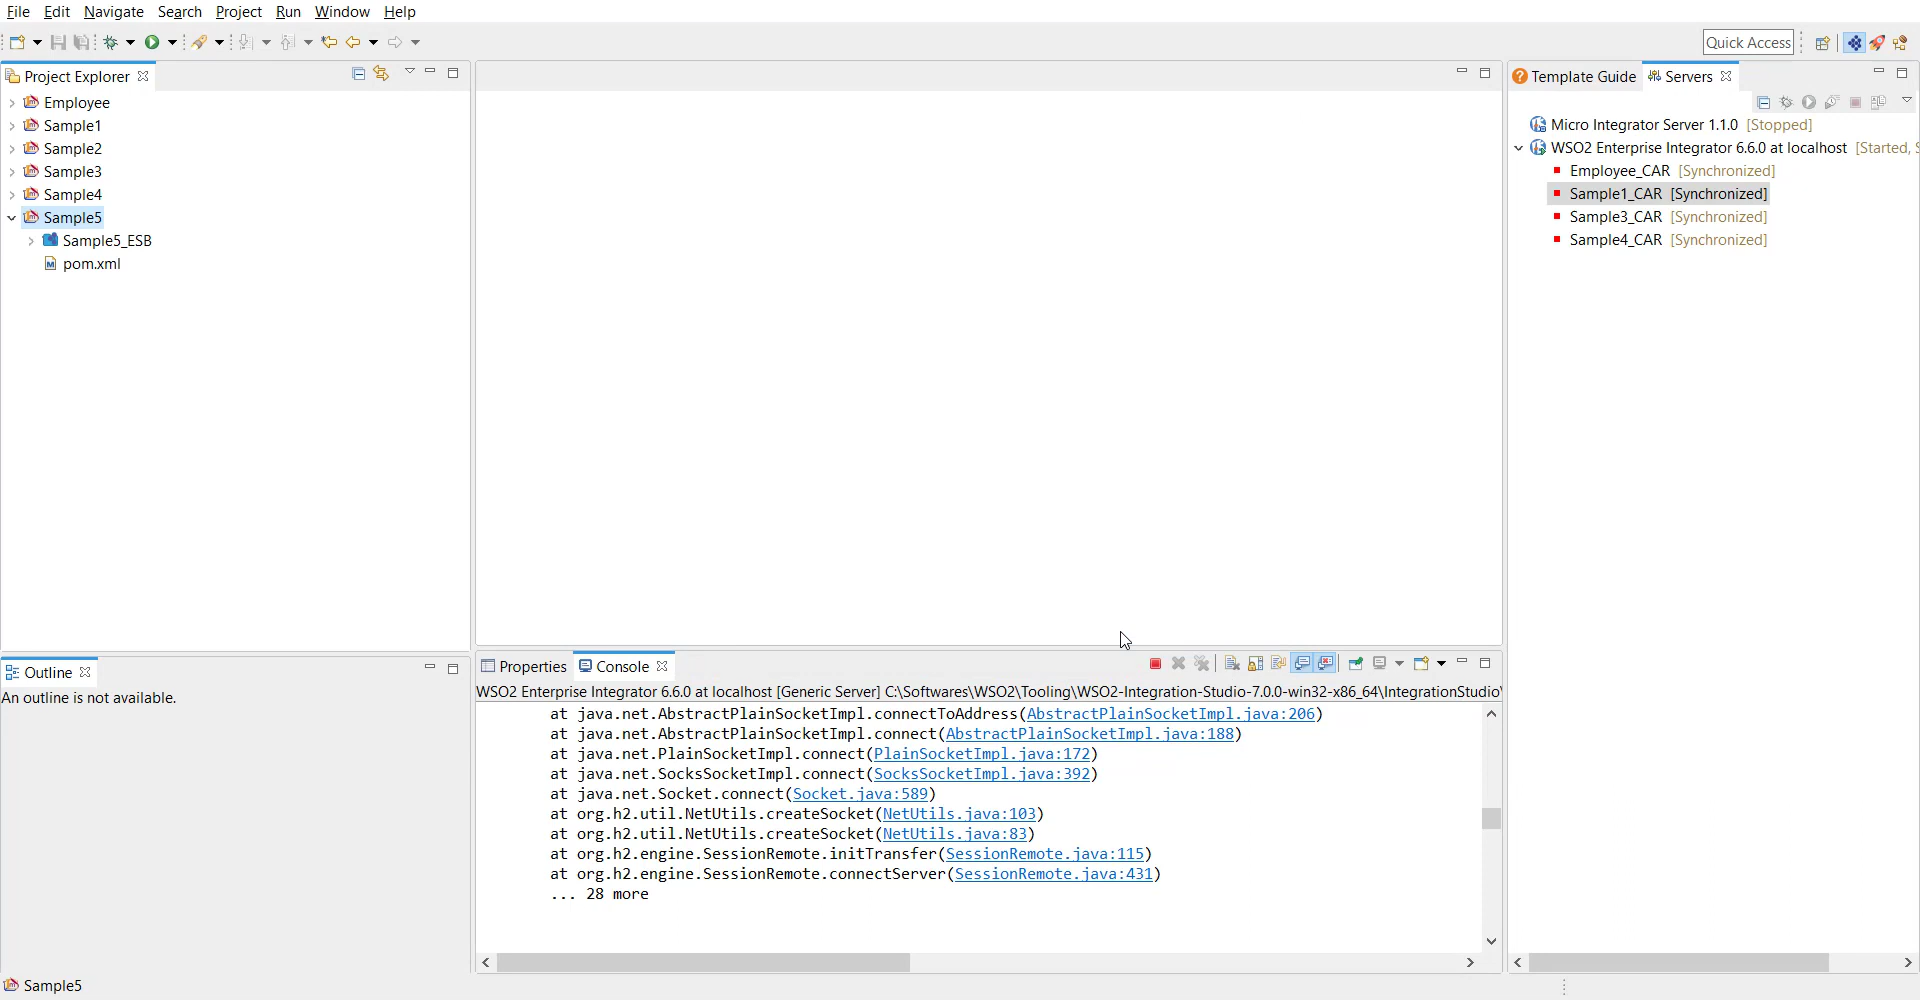 File Edit Navigate Search Project Run Window Help
Quick Access
Project Explorer
Employee
Sample1
Sample2
Sample3
Sample4
Sample5
Sample5_ESB
pom.xml
Template Guide Servers
Micro Integrator Server 1.1.0 [Stopped]
WSO2 Enterprise Integrator 6.6.0 at localhost [Started, S
Employee_CAR [Synchronized]
Sample1_CAR [Synchronized]
Sample3_CAR [Synchronized]
Sample4_CAR [Synchronized]
Outline
An outline is not available.
Properties Console
WSO2 Enterprise Integrator 6.6.0 at localhost [Generic Server] C:\Softwares\WSO2\Tooling\WSO2-Integration-Studio-7.0.0-win32-x86_64\IntegrationStudio\
at java.net.AbstractPlainSocketImpl.connectToAddress(AbstractPlainSocketImpl.java:206)
at java.net.AbstractPlainSocketImpl.connect(AbstractPlainSocketImpl.java:188)
at java.net.PlainSocketImpl.connect(PlainSocketImpl.java:172)
at java.net.SocksSocketImpl.connect(SocksSocketImpl.java:392)
at java.net.Socket.connect(Socket.java:589)
at org.h2.util.NetUtils.createSocket(NetUtils.java:103)
at org.h2.util.NetUtils.createSocket(NetUtils.java:83)
at org.h2.engine.SessionRemote.initTransfer(SessionRemote.java:115)
at org.h2.engine.SessionRemote.connectServer(SessionRemote.java:431)
... 28 more
Sample5